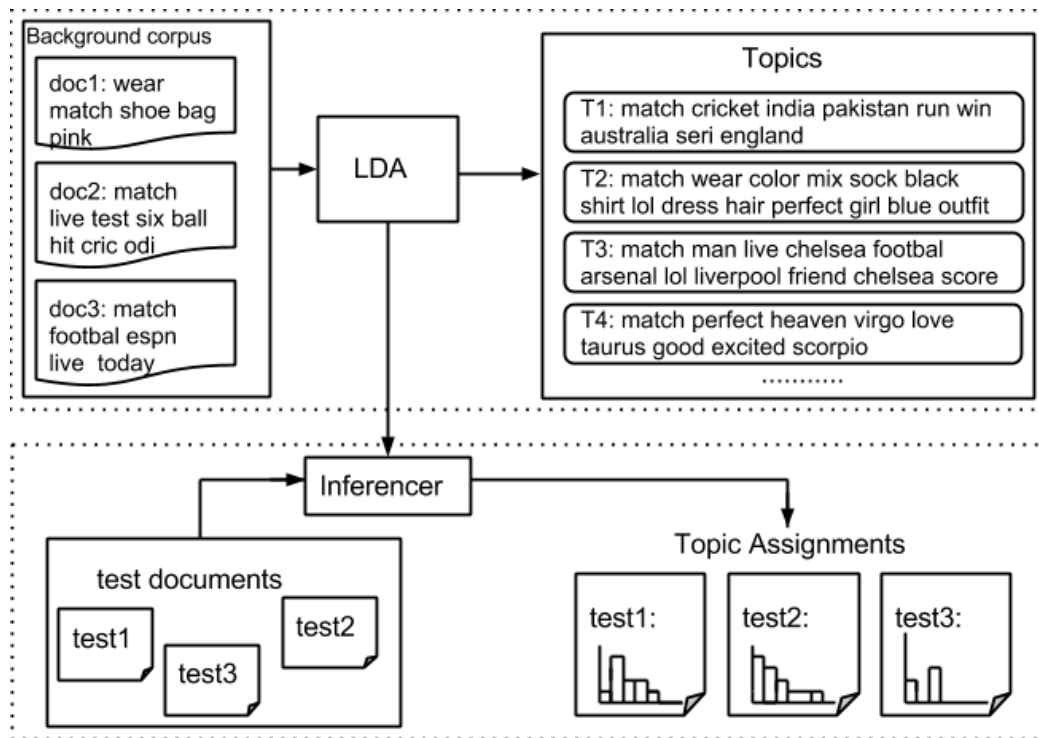 Background corpus
doc1: wear
match shoe bag
pink
doc2: match
live test six ball
hit cric odi
doc3: match
footbal espn
live today
LDA
Topics
T1: match cricket india pakistan run win
australia seri england
T2: match wear color mix sock black
shirt lol dress hair perfect girl blue outfit
T3: match man live chelsea footbal
arsenal lol liverpool friend chelsea score
T4: match perfect heaven virgo love
taurus good excited scorpio
............
Inferencer
test documents
test1
test2
test3
Topic Assignments
test1:
test2:
test3: